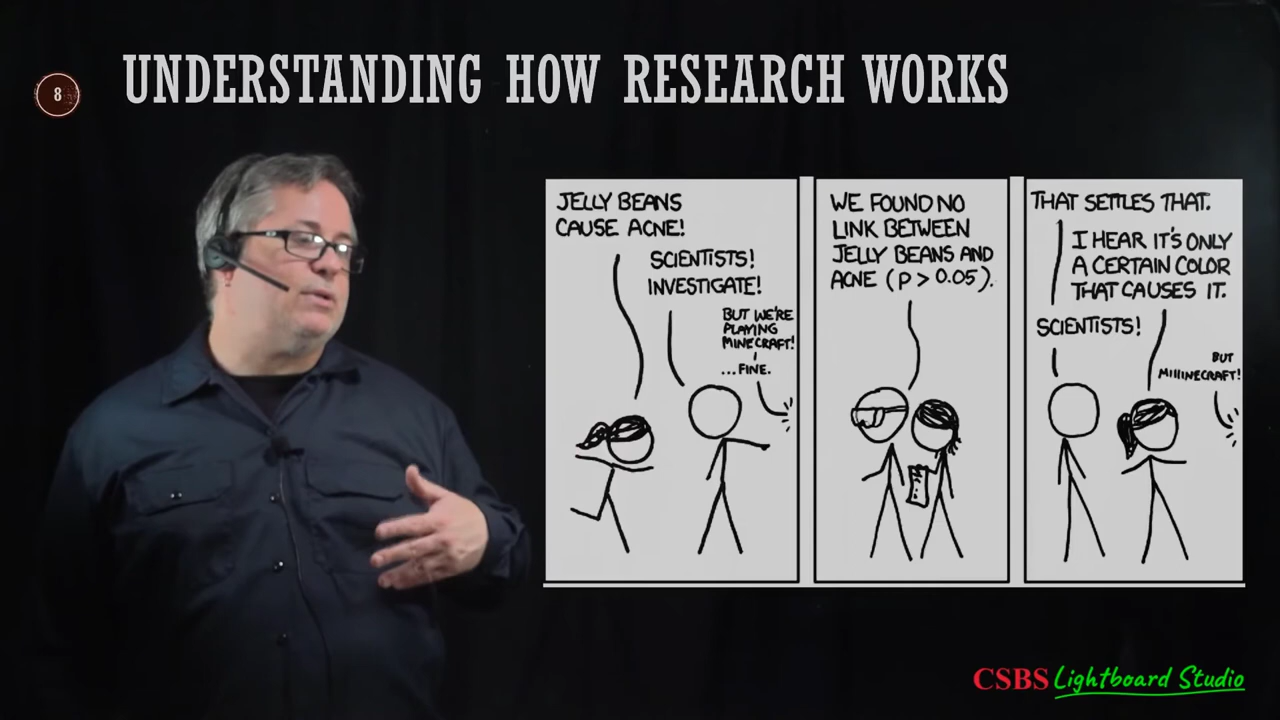 8
UNDERSTANDING HOW RESEARCH WORKS
JELLY BEANS
CAUSE ACNE!
SCIENTISTS!
INVESTIGATE!
BUT WE'RE
PLAYING
MINECRAFT!
...FINE.
WE FOUND NO
LINK BETWEEN
JELLY BEANS AND
ACNE (P > 0.05).
THAT SETTLES THAT.
I HEAR IT'S ONLY
A CERTAIN COLOR
THAT CAUSES IT.
SCIENTISTS!
BUT
MIIIINECRAFT!
CSBS Lightboard Studio